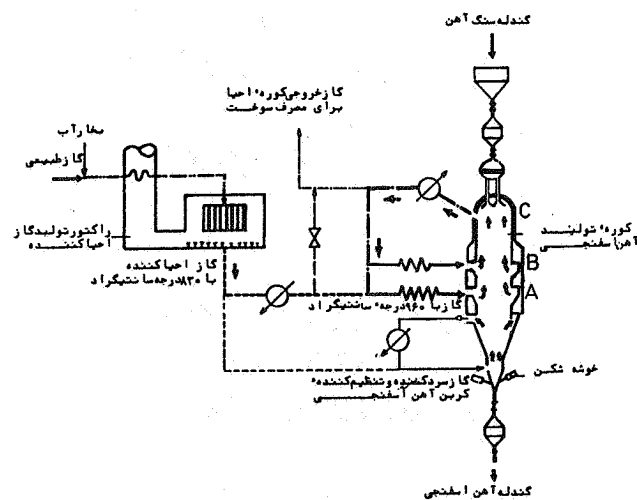 گندله سنگ آهن
گاز خروجی کوره احیا
برای مصرف سوخت
بخار آب
گاز طبیعی
راکتور تولید گاز
احیا کننده
C
کوره تولید
آهن اسفنجی
B
گاز احیا کننده
با ۸۳۰ درجه سانتیگراد
A
گاز با ۹۶۰ درجه سانتیگراد
خوشه شکن
گاز سرد کننده و تنظیم کننده
کربن آهن اسفنجی
گندله آهن اسفنجی